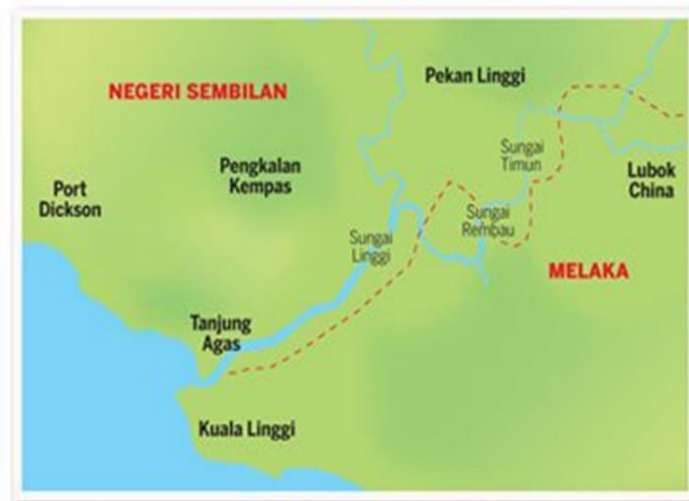 Pekan Linggi
NEGERI SEMBILAN
Sungai
Timun
Pengkalan
Kempas
Lubok
China
Port
Dickson
Sungai
Rembau
Sungai
Linggi
MELAKA
Tanjung
Agas
Kuala Linggi